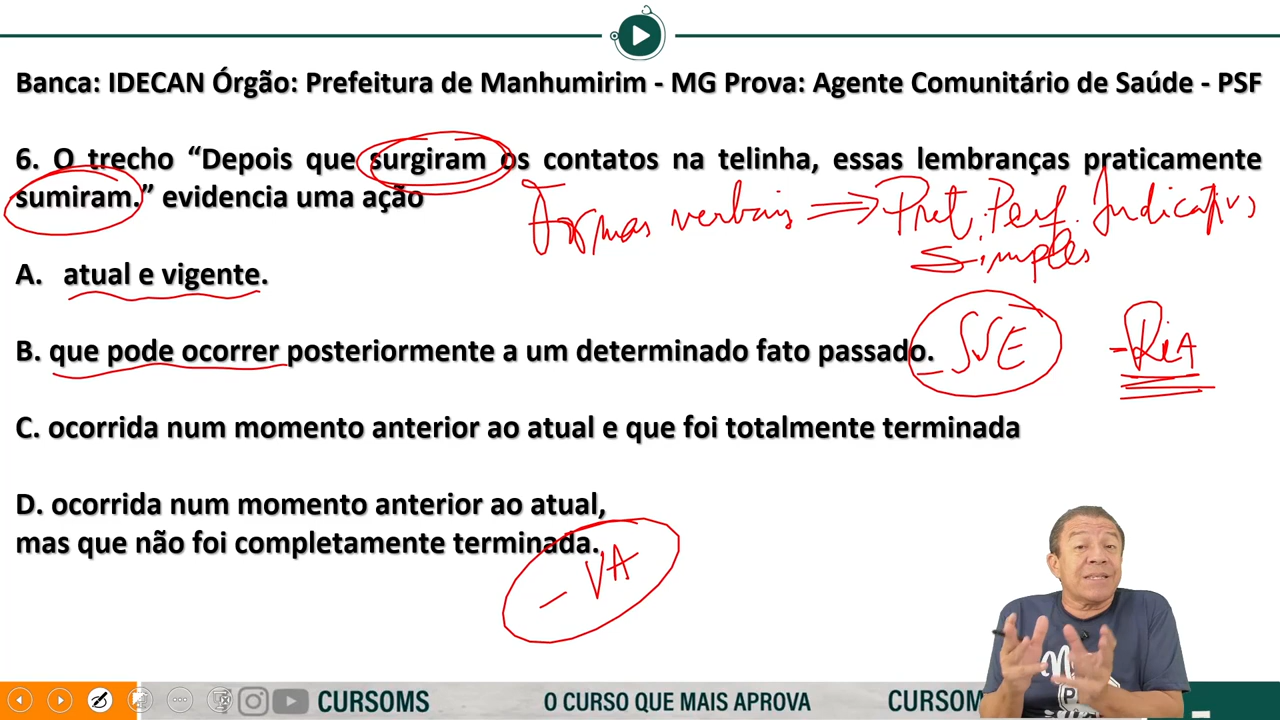 Banca: IDECAN Órgão: Prefeitura de Manhumirim - MG Prova: Agente Comunitário de Saúde - PSF
6. O trecho “Depois que surgiram os contatos na telinha, essas lembranças praticamente
sumiram.” evidencia uma ação
Formas verbais ⇒ Pret. Perf. Indicativo
Simples
A. atual e vigente.
B. que pode ocorrer posteriormente a um determinado fato passado.
- SSE
- RiA
C. ocorrida num momento anterior ao atual e que foi totalmente terminada
D. ocorrida num momento anterior ao atual,
mas que não foi completamente terminada.
- VA
CURSOMS
O CURSO QUE MAIS APROVA
CURSOM